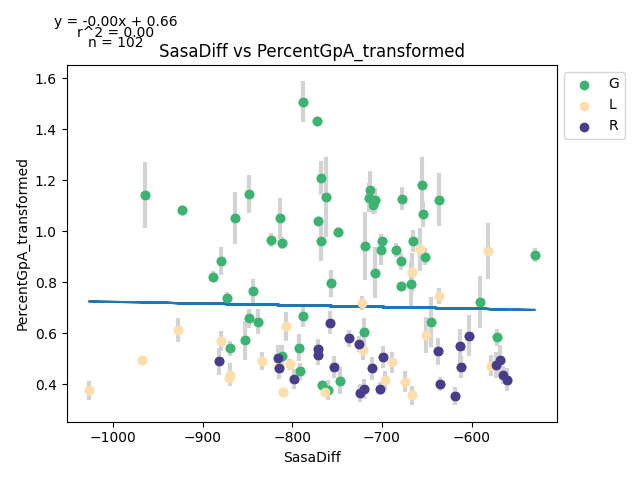 y = -0.00x + 0.66
r^2 = 0.00
n = 102
SasaDiff vs PercentGpA_transformed
G
L
R
PercentGpA_transformed
1.6
1.4
1.2
1.0
0.8
0.6
0.4
−1000
−900
−800
−700
−600
SasaDiff